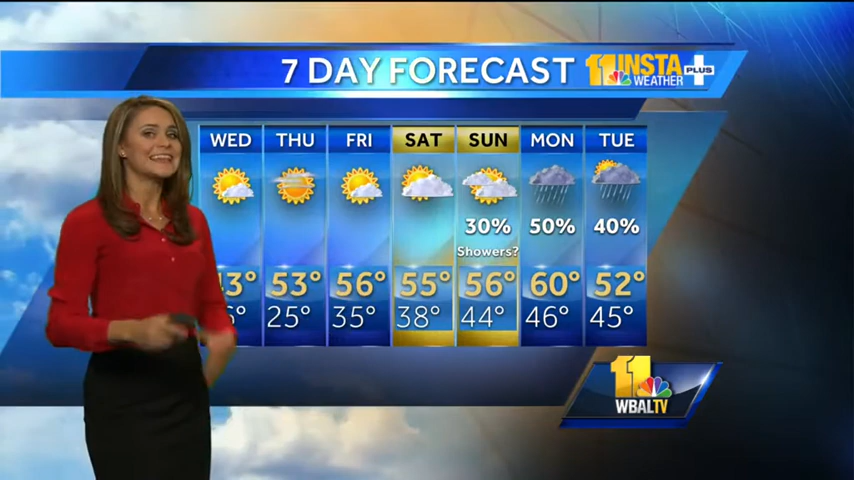 7 DAY FORECAST
11 INSTA
WEATHER PLUS
WED THU FRI SAT SUN MON TUE
30% 50% 40%
Showers?
53° 56° 55° 56° 60° 52°
25° 35° 38° 44° 46° 45°
11
WBALTV